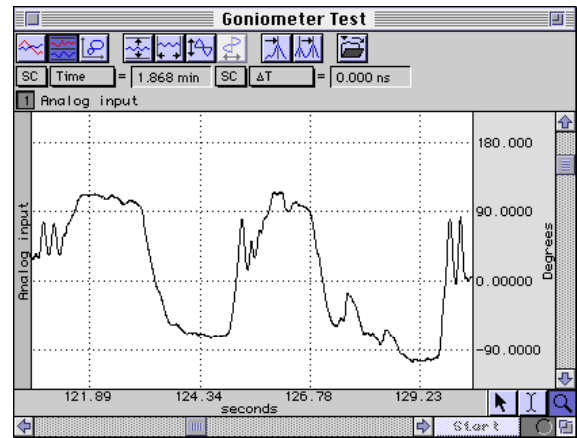 Goniometer Test
SC Time = 1.868 min SC ΔT = 0.000 ns
1 Analog input
180.000
90.0000
0.00000
-90.0000
Analog input
Degrees
121.89 124.34 126.78 129.23
seconds
Start